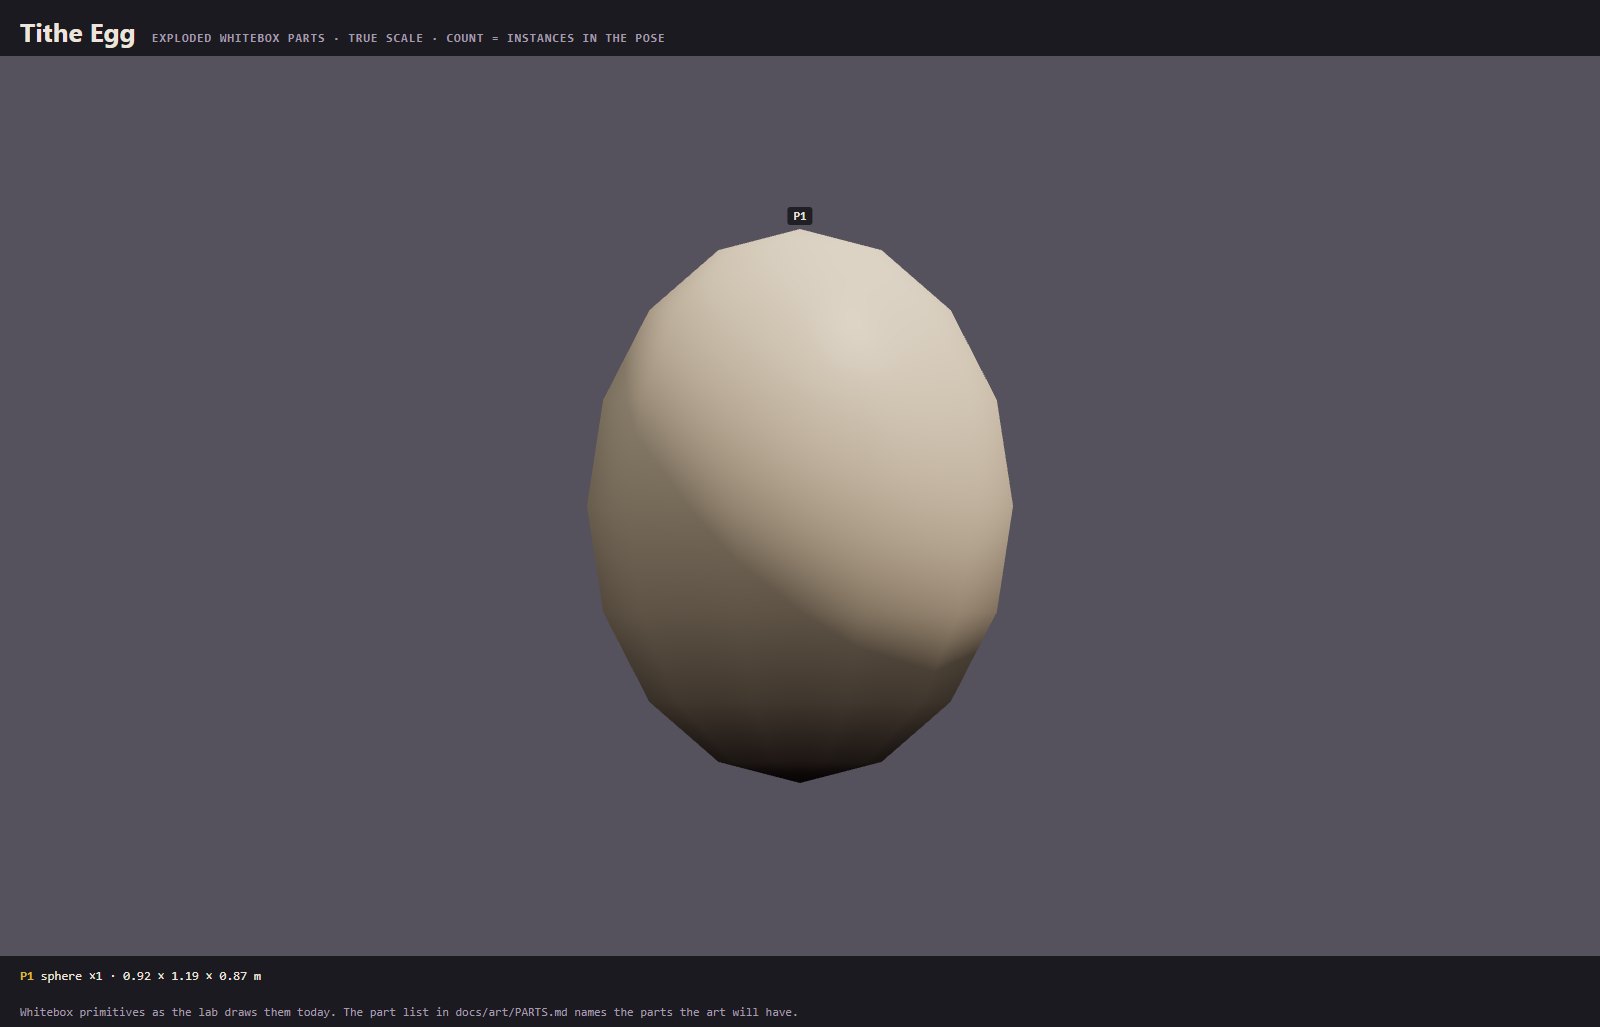 Tithe Egg EXPLODED WHITEBOX PARTS · TRUE SCALE · COUNT = INSTANCES IN THE POSE
P1
P1 sphere ×1 · 0.92 × 1.19 × 0.87 m
Whitebox primitives as the lab draws them today. The part list in docs/art/PARTS.md names the parts the art will have.